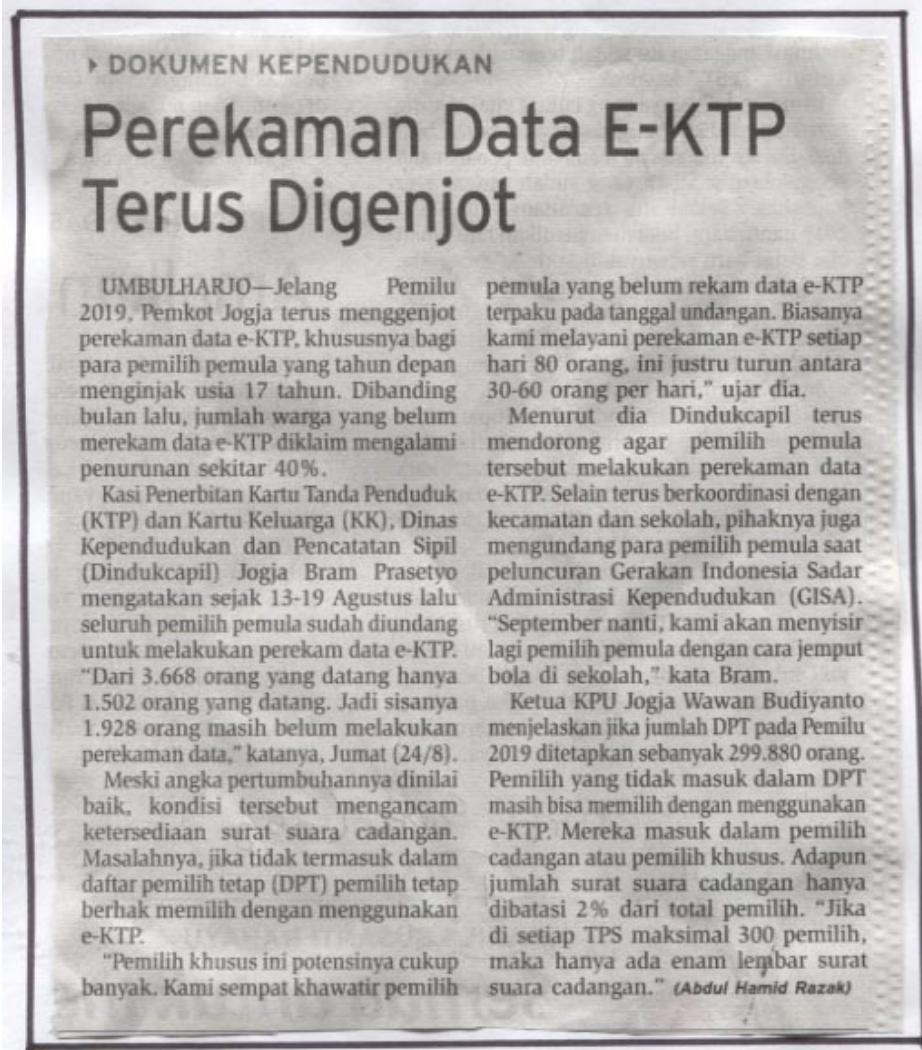 DOKUMEN KEPENDUDUKAN
Perekaman Data E-KTP
Terus Digenjot
UMBULHARJO—Jelang Pemilu
2019, Pemkot Jogja terus menggenjot
perekaman data e-KTP, khususnya bagi
para pemilih pemula yang tahun depan
menginjak usia 17 tahun. Dibanding
bulan lalu, jumlah warga yang belum
merekam data e-KTP diklaim mengalami
penurunan sekitar 40%.
Kasi Penerbitan Kartu Tanda Penduduk
(KTP) dan Kartu Keluarga (KK), Dinas
Kependudukan dan Pencatatan Sipil
(Dindukcapil) Jogja Bram Prasetyo
mengatakan sejak 13-19 Agustus lalu
seluruh pemilih pemula sudah diundang
untuk melakukan perekam data e-KTP.
“Dari 3.668 orang yang datang hanya
1.502 orang yang datang. Jadi sisanya
1.928 orang masih belum melakukan
perekaman data,” katanya, Jumat (24/8).
Meski angka pertumbuhannya dinilai
baik, kondisi tersebut mengancam
ketersediaan surat suara cadangan.
Masalahnya, jika tidak termasuk dalam
daftar pemilih tetap (DPT) pemilih tetap
berhak memilih dengan menggunakan
e-KTP.
“Pemilih khusus ini potensinya cukup
banyak. Kami sempat khawatir pemilih
pemula yang belum rekam data e-KTP
terpaku pada tanggal undangan. Biasanya
kami melayani perekaman e-KTP setiap
hari 80 orang, ini justru turun antara
30-60 orang per hari,” ujar dia.
Menurut dia Dindukcapil terus
mendorong agar pemilih pemula
tersebut melakukan perekaman data
e-KTP. Selain terus berkoordinasi dengan
kecamatan dan sekolah, pihaknya juga
mengundang para pemilih pemula saat
peluncuran Gerakan Indonesia Sadar
Administrasi Kependudukan (GISA).
“September nanti, kami akan menyisir
lagi pemilih pemula dengan cara jemput
bola di sekolah,” kata Bram.
Ketua KPU Jogja Wawan Budiyanto
menjelaskan jika jumlah DPT pada Pemilu
2019 ditetapkan sebanyak 299.880 orang.
Pemilih yang tidak masuk dalam DPT
masih bisa memilih dengan menggunakan
e-KTP. Mereka masuk dalam pemilih
cadangan atau pemilih khusus. Adapun
jumlah surat suara cadangan hanya
dibatasi 2% dari total pemilih. “Jika
di setiap TPS maksimal 300 pemilih,
maka hanya ada enam lembar surat
suara cadangan.” (Abdul Hamid Razak)